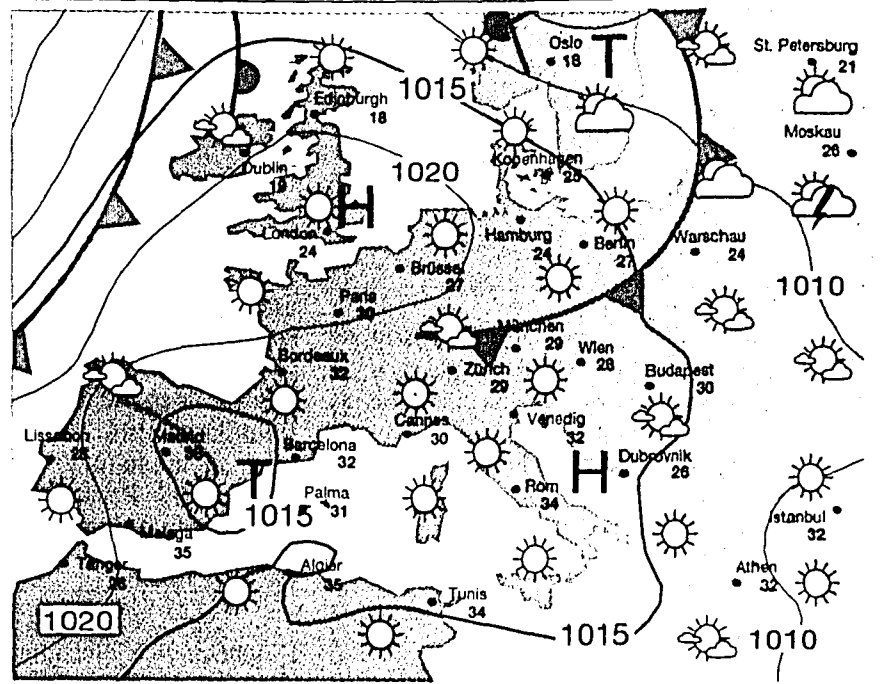 Oslo
18
T
St. Petersburg
21
1015
Edinburgh
18
Moskau
26
Kopenhagen
Dublin
1020
H
London
24
Hamburg
24
Berlin
27
Warschau
24
Brüssel
27
1010
Paris
München
29
Wien
28
Bordeaux
32
Zürich
29
Budapest
30
Cannes
30
Venedig
32
Lissabon
Madrid
Barcelona
32
H
Dubrovnik
26
T
Palma
31
Rom
34
1015
Istanbul
32
Malaga
35
Tanger
Algier
35
Athen
32
Tunis
34
1020
1015
1010